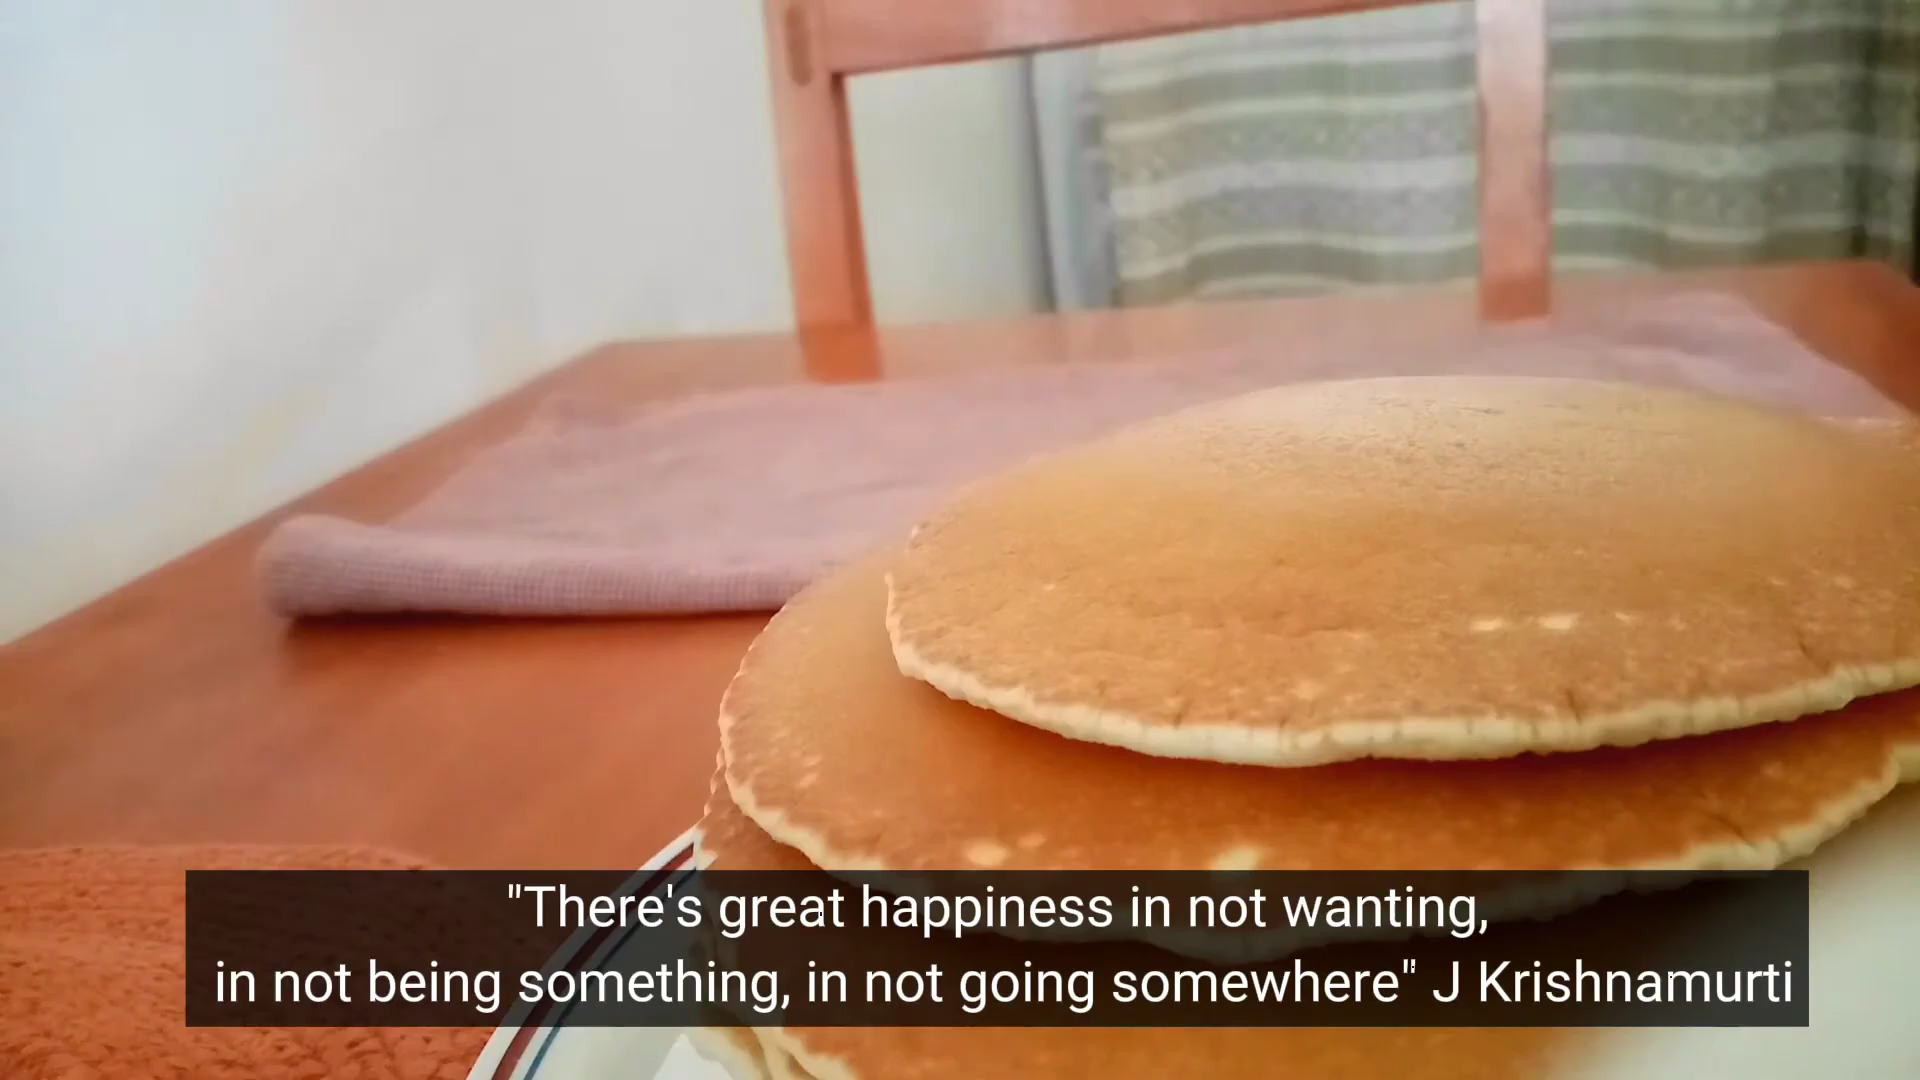 "There's great happiness in not wanting,
in not being something, in not going somewhere" J Krishnamurti